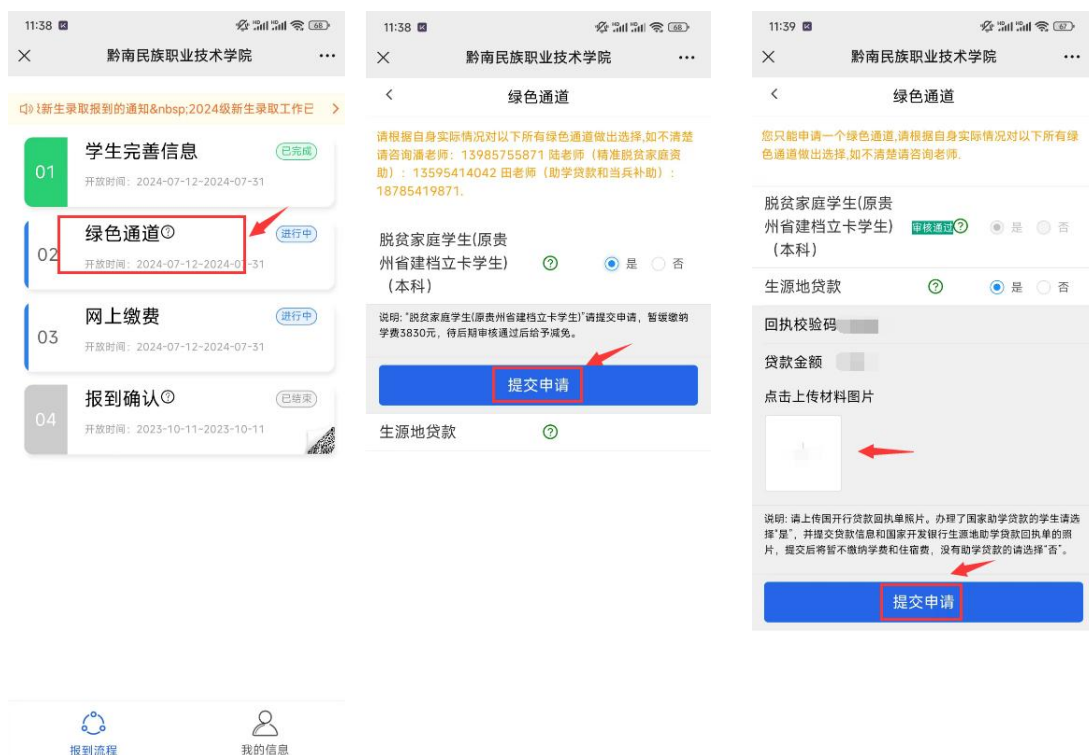 11:38
68
黔南民族职业技术学院
新生录取报到的通知&nbsp;2024级新生录取工作已
01
学生完善信息
已完成
开放时间：2024-07-12-2024-07-31
02
绿色通道
进行中
开放时间：2024-07-12-2024-07-31
03
网上缴费
进行中
开放时间：2024-07-12-2024-07-31
04
报到确认
已结束
开放时间：2023-10-11-2023-10-11
报到流程
我的信息
11:38
68
黔南民族职业技术学院
绿色通道
请根据自身实际情况对以下所有绿色通道做出选择,如不清楚
请咨询潘老师：13985755871 陆老师（精准脱贫家庭资
助）：13595414042 田老师（助学贷款和当兵补助）：
18785419871.
脱贫家庭学生(原贵
州省建档立卡学生)
（本科）
是
否
说明: "脱贫家庭学生(原贵州省建档立卡学生)"请提交申请，暂缓缴纳
学费3830元，待后期审核通过后给予减免。
提交申请
生源地贷款
11:39
67
黔南民族职业技术学院
绿色通道
您只能申请一个绿色通道,请根据自身实际情况对以下所有绿
色通道做出选择,如不清楚请咨询老师.
脱贫家庭学生(原贵
州省建档立卡学生)
（本科）
审核通过
是
否
生源地贷款
是
否
回执校验码
贷款金额
点击上传材料图片
说明: 请上传国开行贷款回执单照片。办理了国家助学贷款的学生请选
择"是"，并提交贷款信息和国家开发银行生源地助学贷款回执单的照
片，提交后将暂不缴纳学费和住宿费，没有助学贷款的请选择"否"。
提交申请